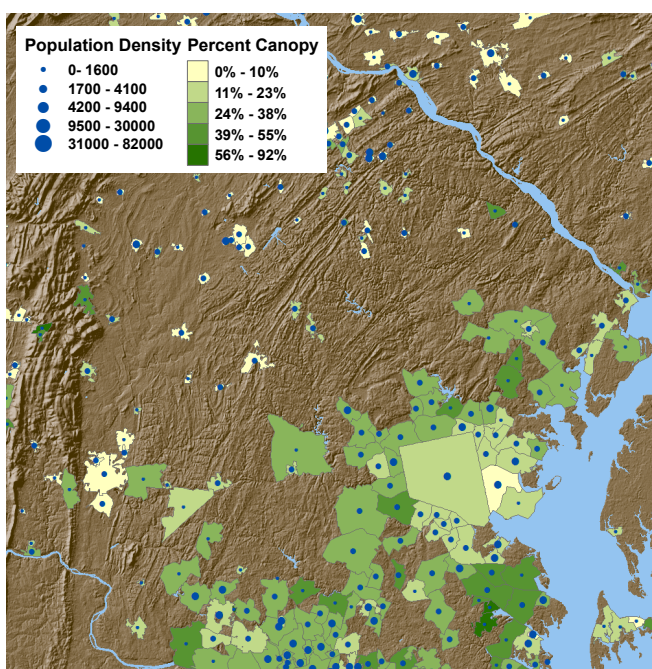 Population Density Percent Canopy
0- 1600
1700 - 4100
4200 - 9400
9500 - 30000
31000 - 82000
0% - 10%
11% - 23%
24% - 38%
39% - 55%
56% - 92%